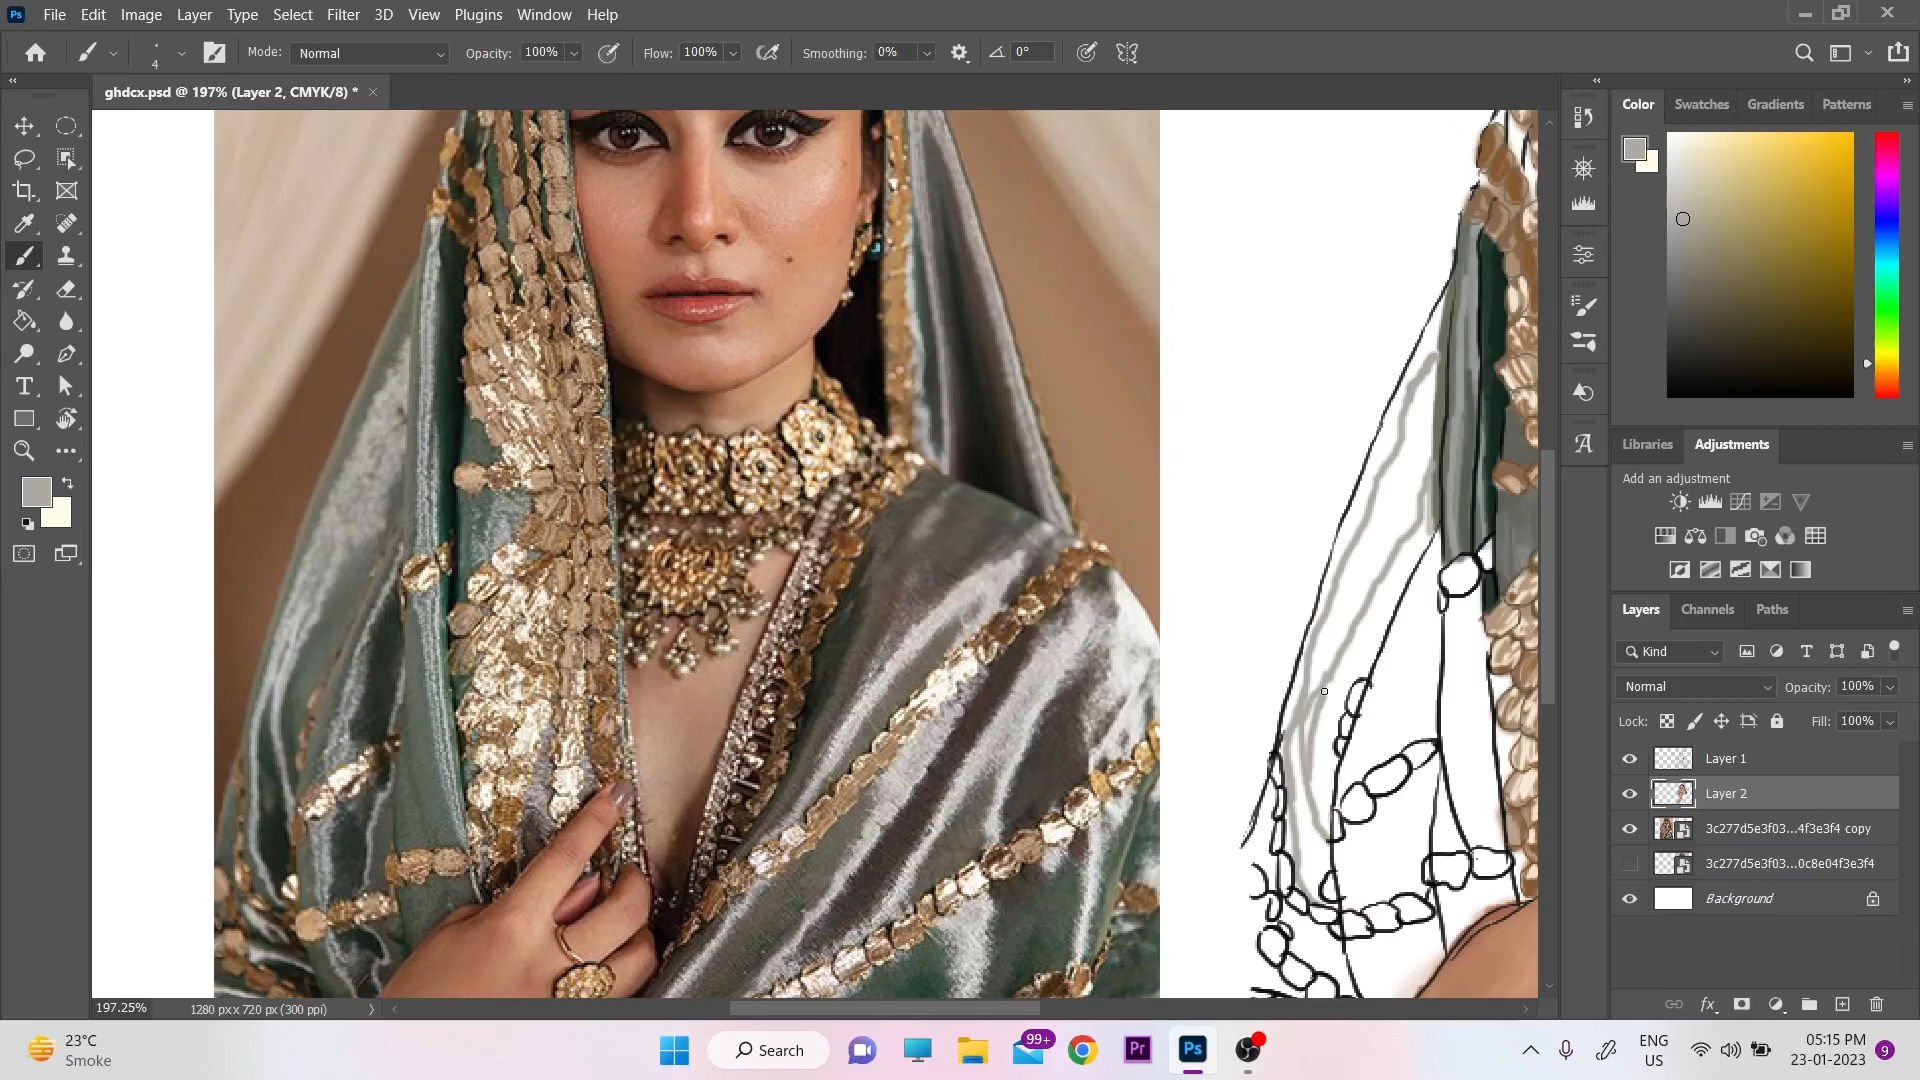 Ps File Edit Image Layer Type Select Filter 3D View Plugins Window Help
4 Mode: Normal Opacity: 100% Flow: 100% Smoothing: 0% 0°
ghdcx.psd @ 197% (Layer 2, CMYK/8) *
Color Swatches Gradients Patterns
Libraries Adjustments
Add an adjustment
Layers Channels Paths
Kind
Normal Opacity: 100%
Lock: Fill: 100%
Layer 1
Layer 2
3c277d5e3f03...4f3e3f4 copy
3c277d5e3f03...0c8e04f3e3f4
Background
197.25% 1280 px x 720 px (300 ppi)
23°C
Smoke
Search
99+
Pr
Ps
ENG
US
05:15 PM
23-01-2023
9